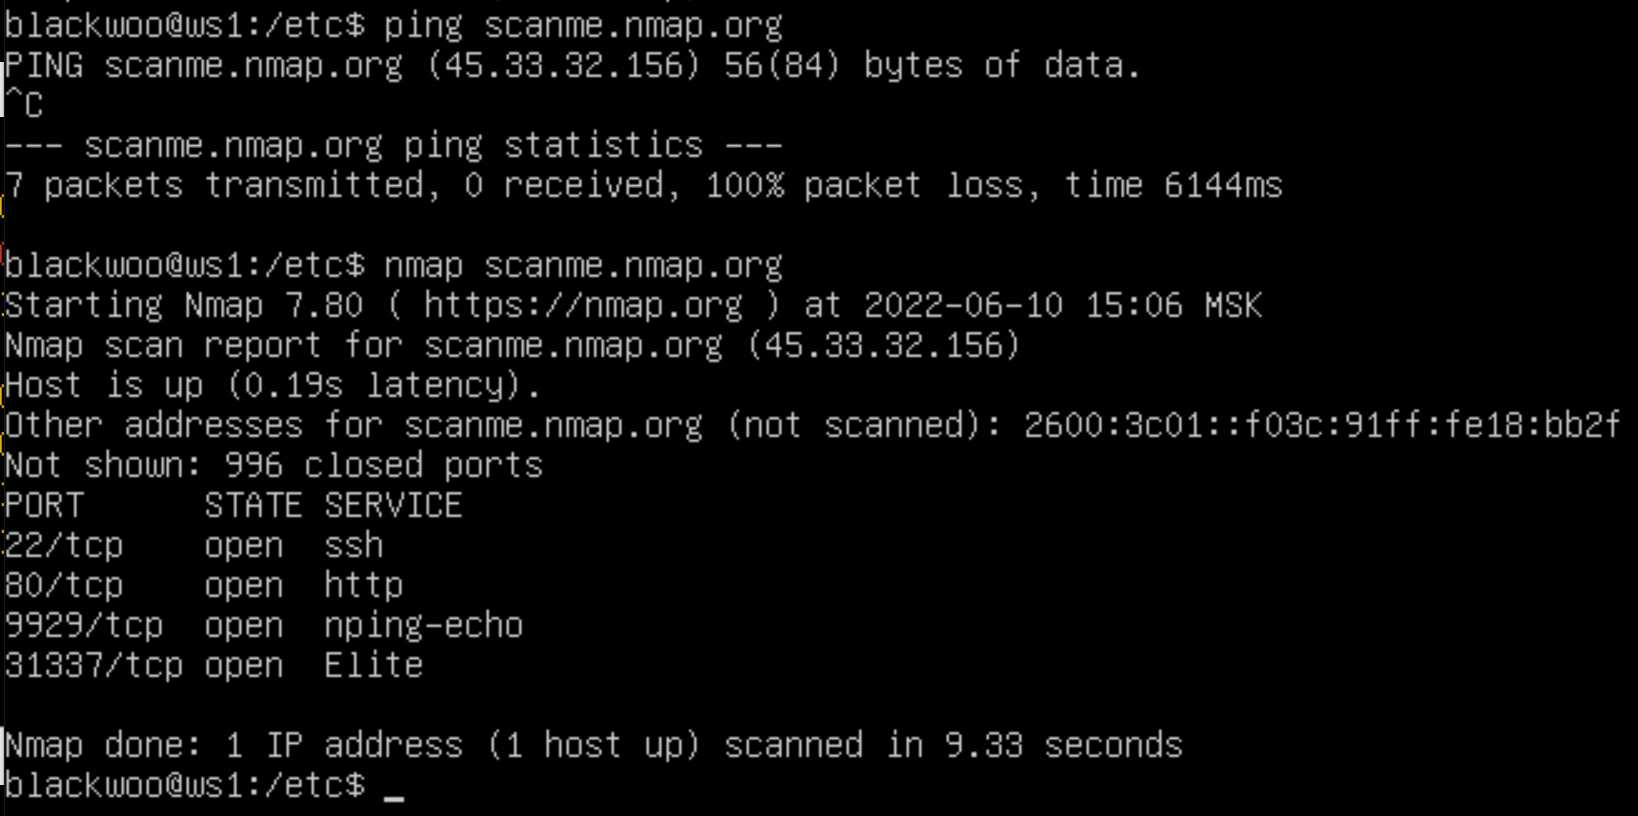 blackwoo@ws1:/etc$ ping scanme.nmap.org
PING scanme.nmap.org (45.33.32.156) 56(84) bytes of data.
^C
--- scanme.nmap.org ping statistics ---
7 packets transmitted, 0 received, 100% packet loss, time 6144ms

blackwoo@ws1:/etc$ nmap scanme.nmap.org
Starting Nmap 7.80 ( https://nmap.org ) at 2022-06-10 15:06 MSK
Nmap scan report for scanme.nmap.org (45.33.32.156)
Host is up (0.19s latency).
Other addresses for scanme.nmap.org (not scanned): 2600:3c01::f03c:91ff:fe18:bb2f
Not shown: 996 closed ports
PORT      STATE SERVICE
22/tcp    open  ssh
80/tcp    open  http
9929/tcp  open  nping-echo
31337/tcp open  Elite

Nmap done: 1 IP address (1 host up) scanned in 9.33 seconds
blackwoo@ws1:/etc$ _